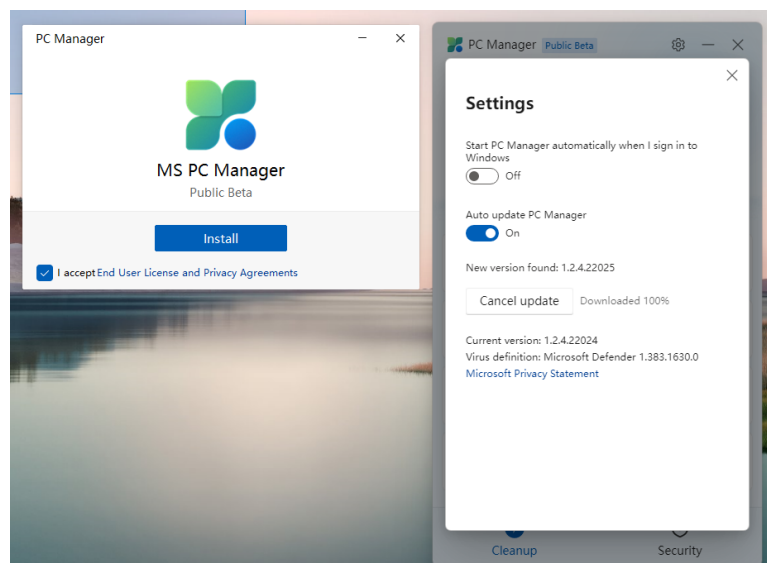 PC Manager
MS PC Manager
Public Beta
Install
I accept End User License and Privacy Agreements
PC Manager Public Beta
Settings
Start PC Manager automatically when I sign in to
Windows
Off
Auto update PC Manager
On
New version found: 1.2.4.22025
Cancel update Downloaded 100%
Current version: 1.2.4.22024
Virus definition: Microsoft Defender 1.383.1630.0
Microsoft Privacy Statement
Cleanup Security